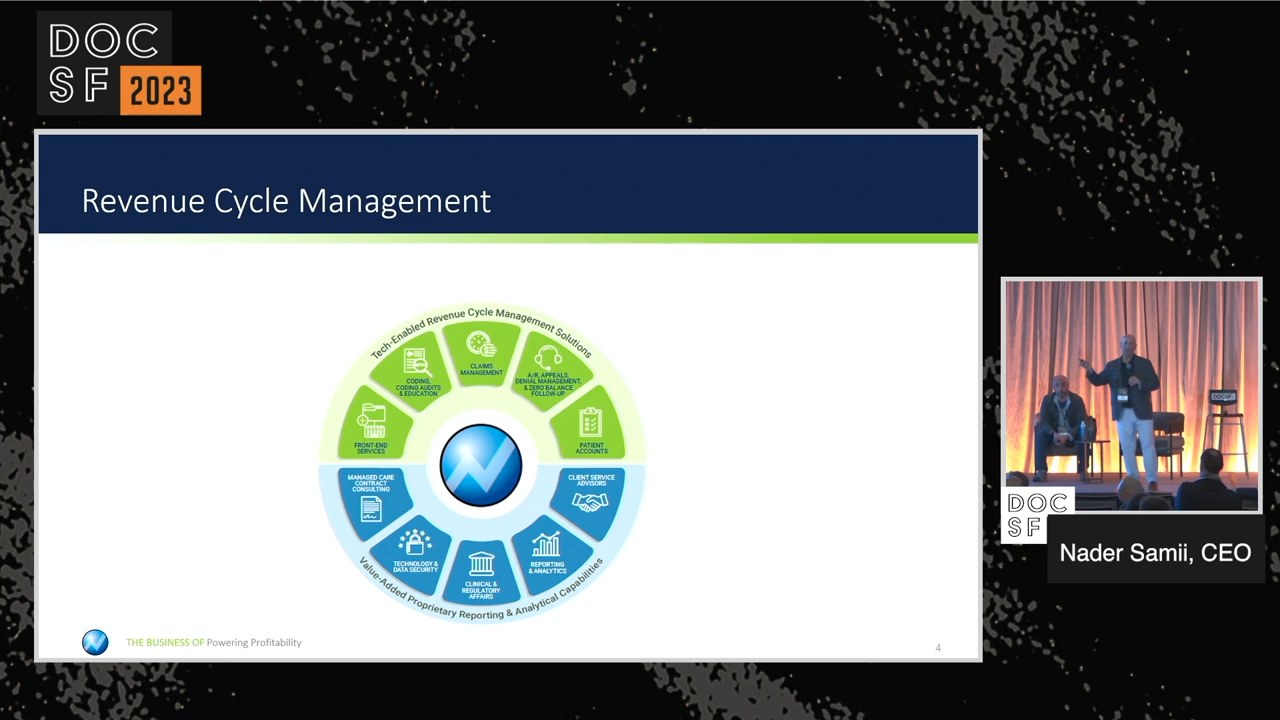 DOC
SF 2023
Revenue Cycle Management
Tech-Enabled Revenue Cycle Management Solutions
FRONT-END
SERVICES
CODING,
CODING AUDITS
& EDUCATION
CLAIMS
MANAGEMENT
A/R, APPEALS,
DENIAL MANAGEMENT,
& ZERO BALANCE
FOLLOW-UP
PATIENT
ACCOUNTS
MANAGED CARE
CONTRACT
CONSULTING
TECHNOLOGY &
DATA SECURITY
CLINICAL &
REGULATORY
AFFAIRS
REPORTING
& ANALYTICS
CLIENT SERVICE
ADVISORS
Value-Added Proprietary Reporting & Analytical Capabilities
THE BUSINESS OF Powering Profitability
4
DOC
SF
Nader Samii, CEO